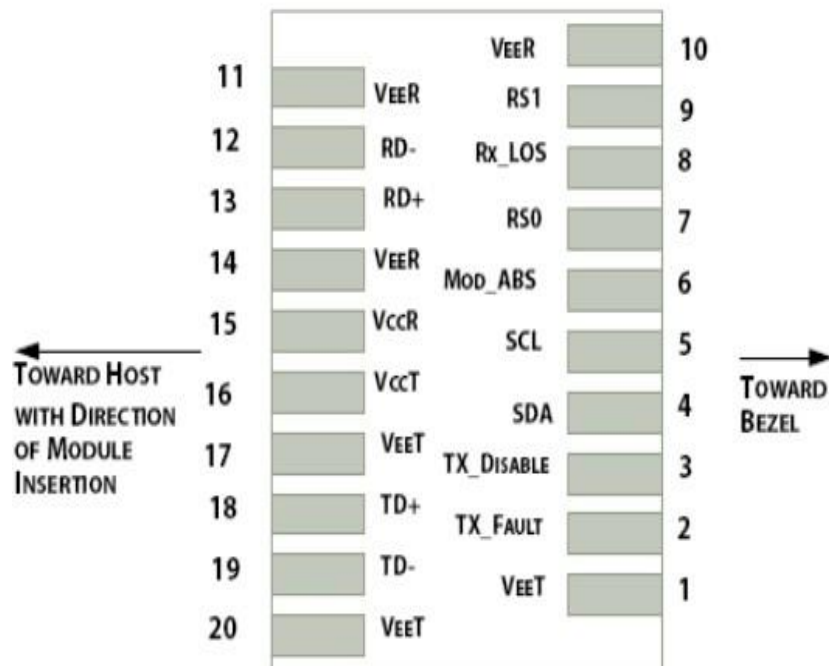 VEER 10
11 VEER
RS1 9
12 RD-
Rx_LOS 8
13 RD+
RS0 7
14 VEER
MOD_ABS 6
15 VCCR
SCL 5
TOWARD HOST
WITH DIRECTION
OF MODULE
INSERTION
TOWARD
BEZEL
16 VCCT
SDA 4
17 VEET
TX_DISABLE 3
18 TD+
TX_FAULT 2
19 TD-
VEET 1
20 VEET